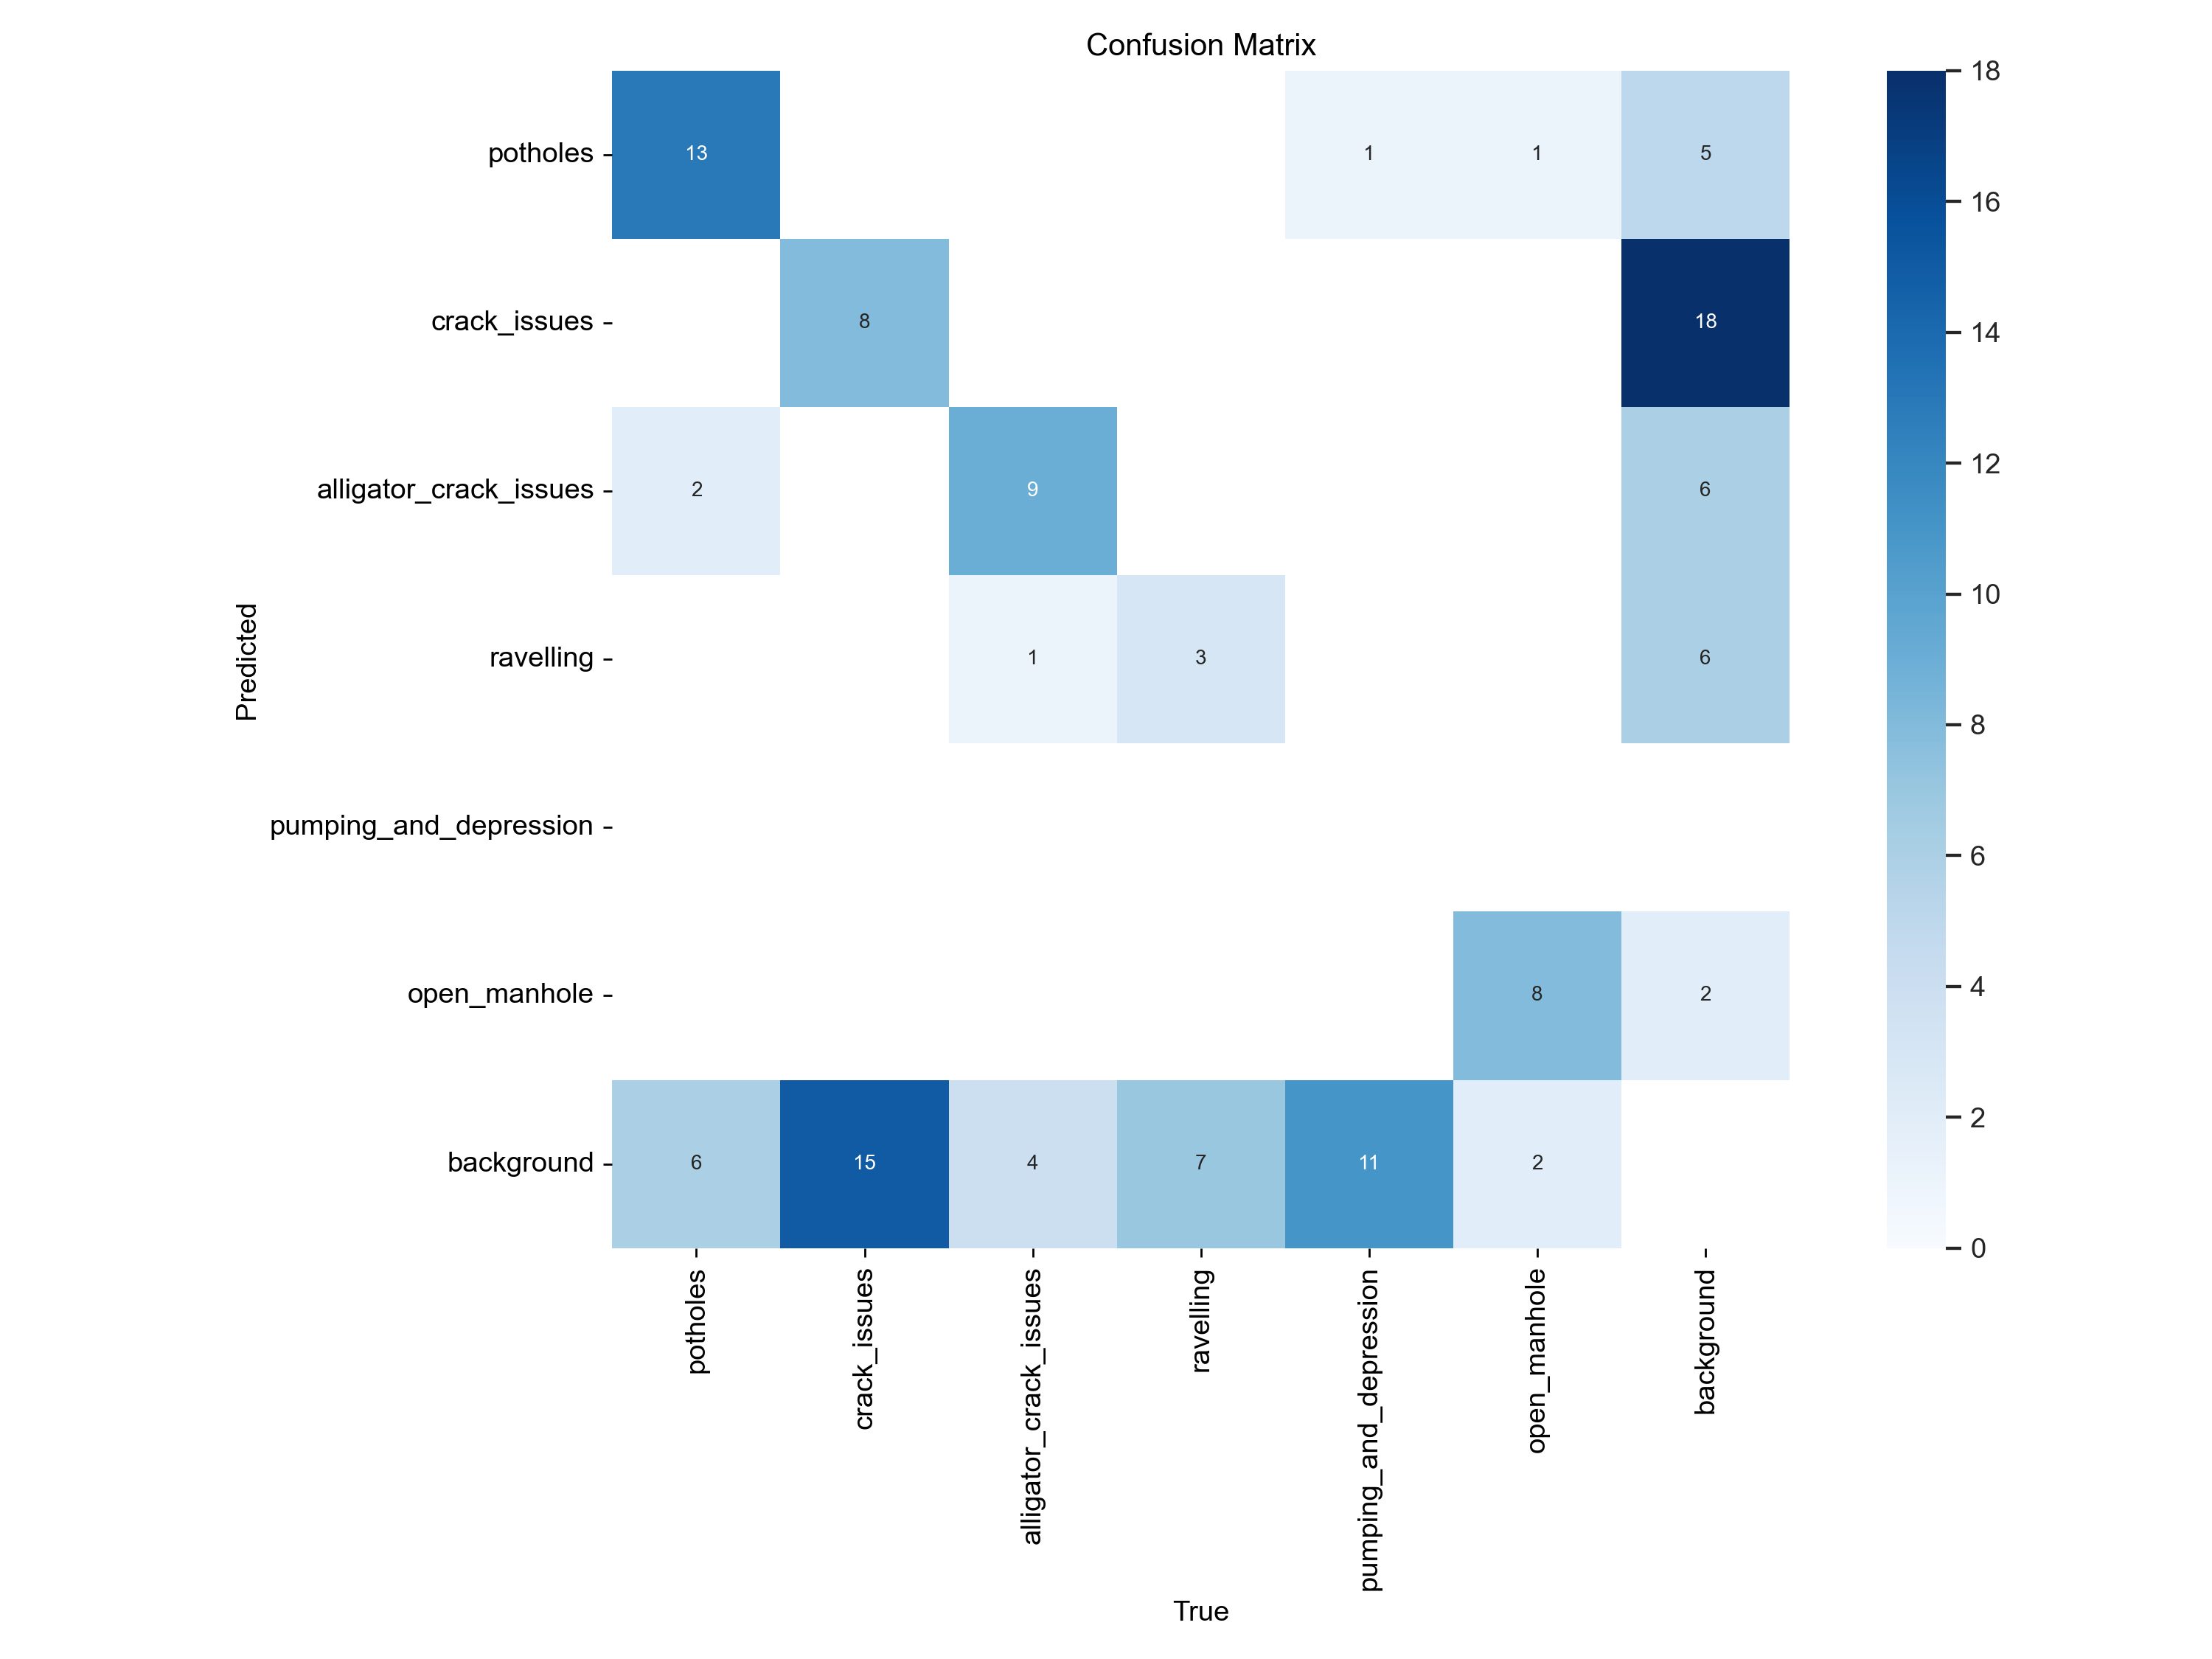 Confusion Matrix
potholes
13
1
1
5
crack_issues
8
18
alligator_crack_issues
2
9
6
ravelling
1
3
6
pumping_and_depression
open_manhole
8
2
background
6
15
4
7
11
2
Predicted
potholes
crack_issues
alligator_crack_issues
ravelling
pumping_and_depression
open_manhole
background
True
18
16
14
12
10
8
6
4
2
0